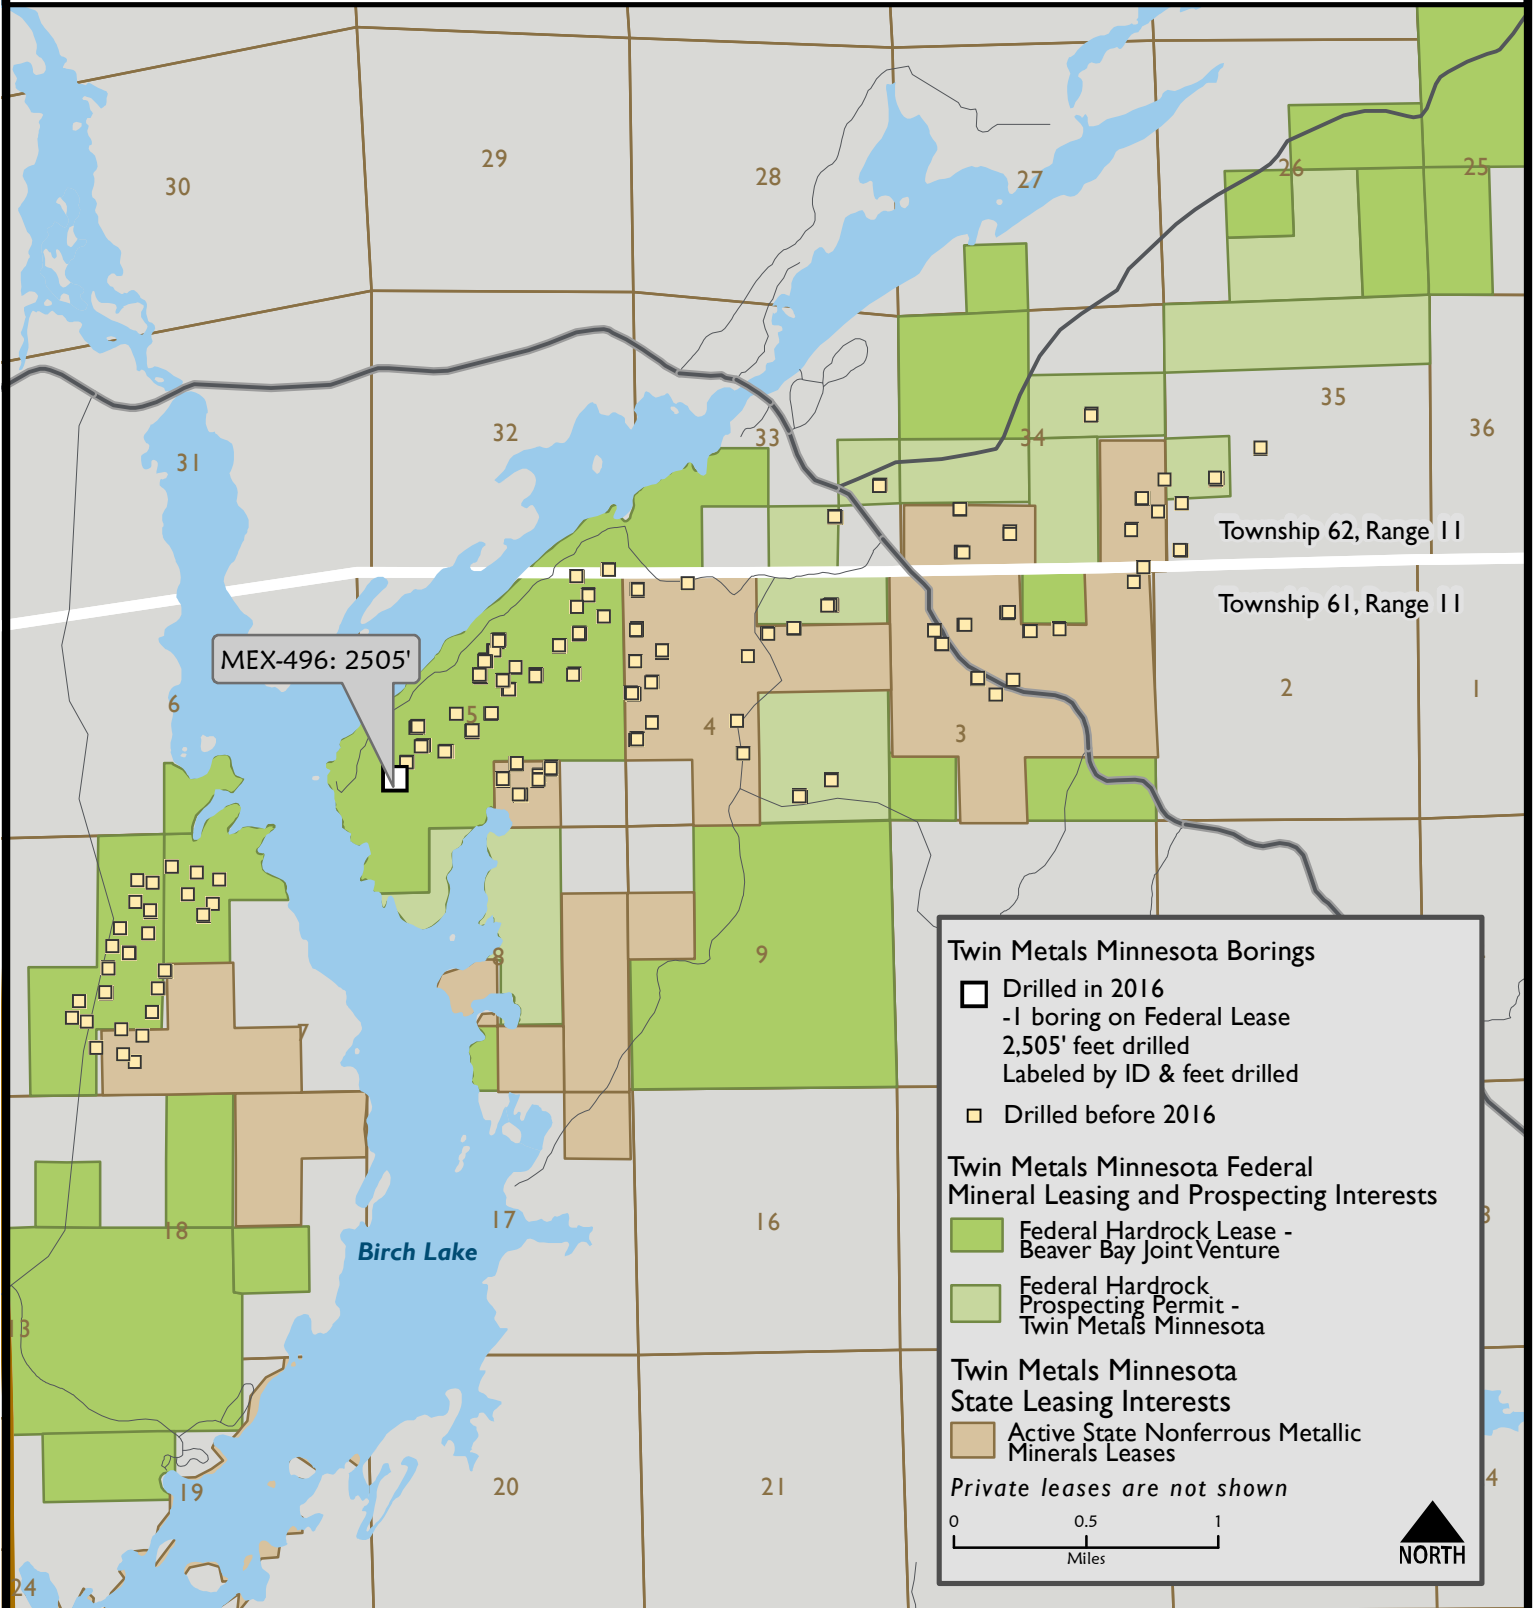 29
28
30
27
26
25
35
32
33
34
36
31
Township 62, Range 11
Township 61, Range 11
MEX-496: 2505'
6
5
4
3
2
1
8
9
7
Twin Metals Minnesota Borings
Drilled in 2016
-1 boring on Federal Lease
2,505' feet drilled
Labeled by ID & feet drilled
Drilled before 2016
Twin Metals Minnesota Federal
Mineral Leasing and Prospecting Interests
Federal Hardrock Lease -
Beaver Bay Joint Venture
Federal Hardrock
Prospecting Permit -
Twin Metals Minnesota
Twin Metals Minnesota
State Leasing Interests
Active State Nonferrous Metallic
Minerals Leases
Private leases are not shown
0 0.5 1
Miles
NORTH
18
17
16
3
Birch Lake
13
19
20
21
4
24